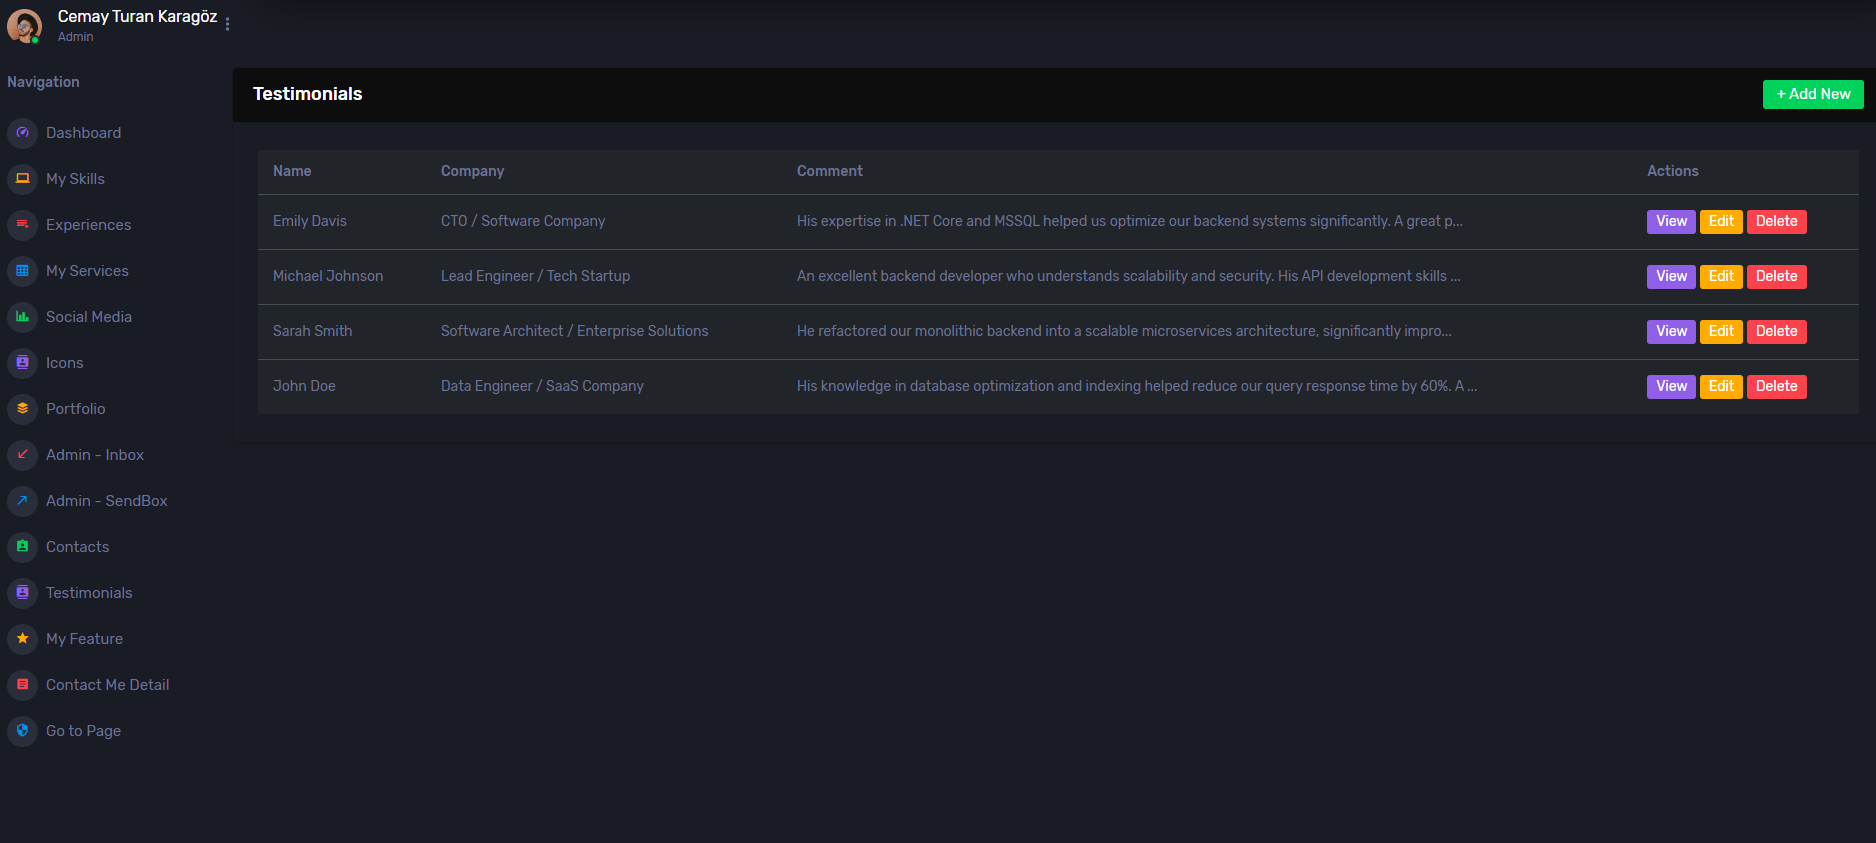 Cemay Turan Karagöz
Admin
Navigation
Dashboard
My Skills
Experiences
My Services
Social Media
Icons
Portfolio
Admin - Inbox
Admin - SendBox
Contacts
Testimonials
My Feature
Contact Me Detail
Go to Page
Testimonials
+ Add New
Name Company Comment Actions
Emily Davis CTO / Software Company His expertise in .NET Core and MSSQL helped us optimize our backend systems significantly. A great p... View Edit Delete
Michael Johnson Lead Engineer / Tech Startup An excellent backend developer who understands scalability and security. His API development skills ... View Edit Delete
Sarah Smith Software Architect / Enterprise Solutions He refactored our monolithic backend into a scalable microservices architecture, significantly impro... View Edit Delete
John Doe Data Engineer / SaaS Company His knowledge in database optimization and indexing helped reduce our query response time by 60%. A ... View Edit Delete